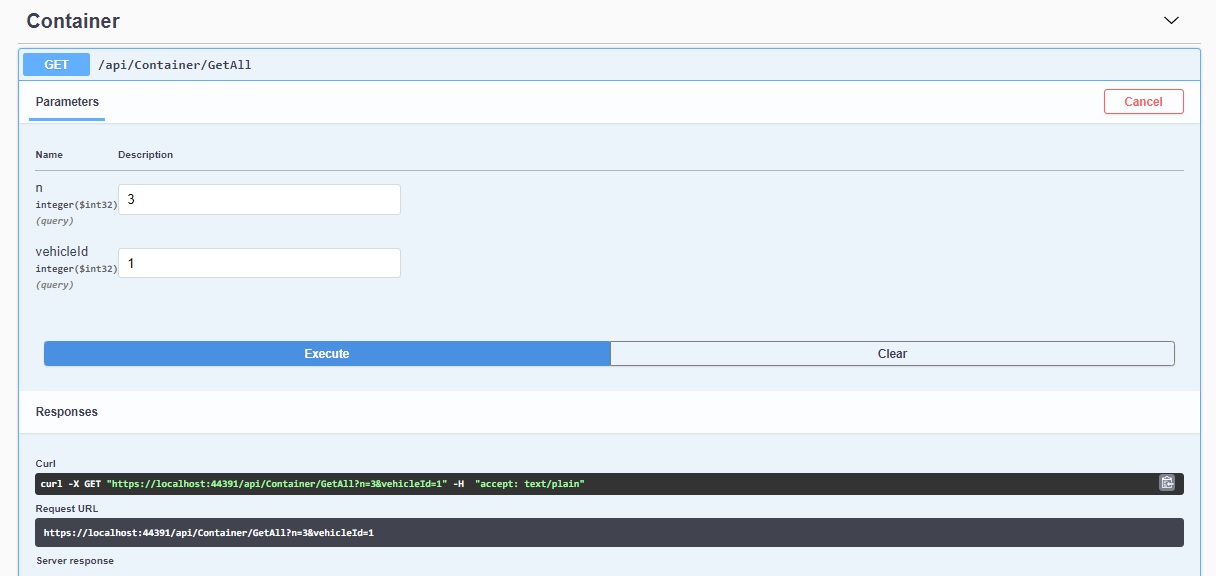 Container
GET /api/Container/GetAll
Parameters
Cancel
Name Description
n
integer($int32)
(query)
3
vehicleId
integer($int32)
(query)
1
Execute Clear
Responses
Curl
curl -X GET "https://localhost:44391/api/Container/GetAll?n=3&vehicleId=1" -H  "accept: text/plain"
Request URL
https://localhost:44391/api/Container/GetAll?n=3&vehicleId=1
Server response